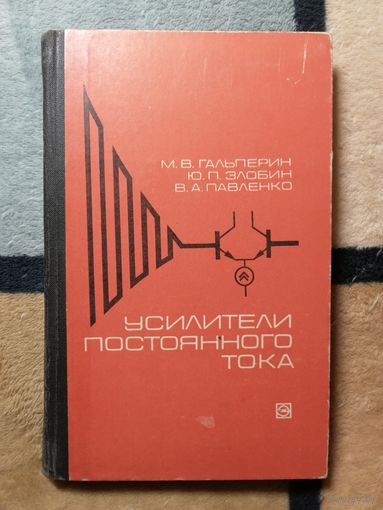 М. В. ГАЛЬПЕРИН
Ю. П. ЗЛОБИН
В. А. ПАВЛЕНКО
УСИЛИТЕЛИ
ПОСТОЯННОГО
ТОКА